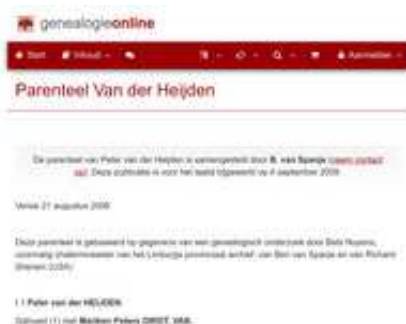 genealogieonline
Start Inhoud Aanmelden
Parenteel Van der Heijden
De parenteel van Peter van der Heijden is samengesteld door B. van Spanje (neem contact
op). Deze publicatie is voor het laatst bijgewerkt op 4 september 2009
Versie 21 augustus 2009
Deze parenteel is gebaseerd op gegevens van een genealogisch onderzoek door Bets Nuyens,
voormalig chartermeester van het Limburgs provinciaal archief, van Ben van Spanje en van Richard
(USA)
I.1 Peter van der HEIJDEN.
Gehuwd (1) met Mariken Peters VAN.